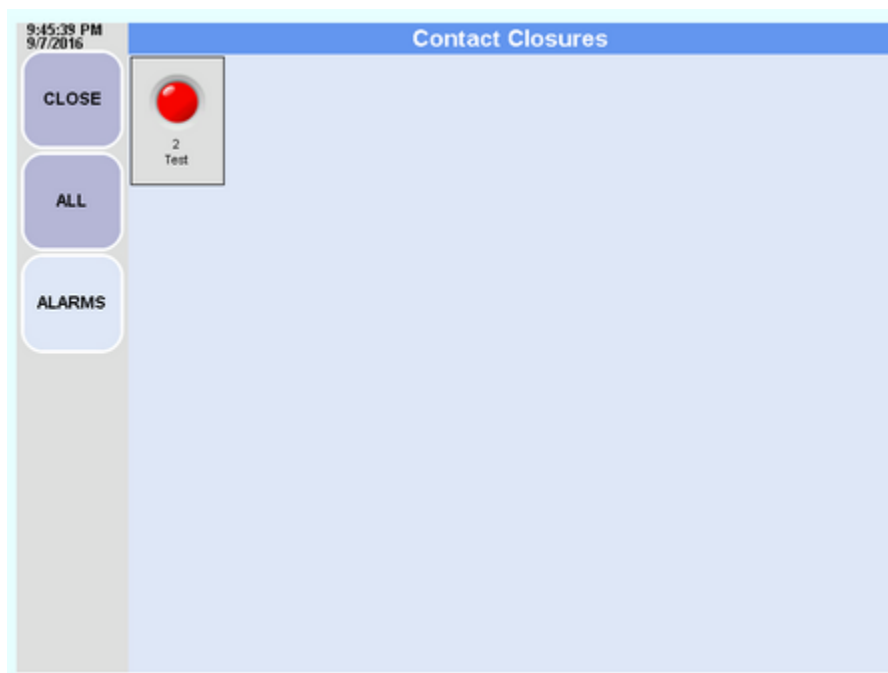 9:45:39 PM
9/7/2016
Contact Closures
CLOSE
2
Test
ALL
ALARMS